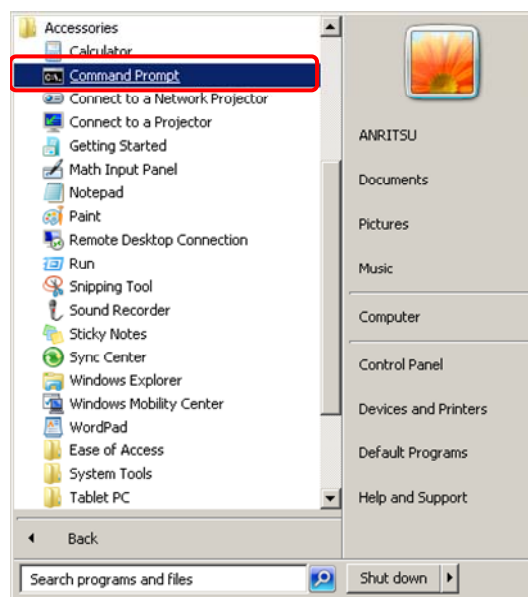 Accessories
Calculator
Command Prompt
Connect to a Network Projector
Connect to a Projector
Getting Started
Math Input Panel
Notepad
Paint
Remote Desktop Connection
Run
Snipping Tool
Sound Recorder
Sticky Notes
Sync Center
Windows Explorer
Windows Mobility Center
WordPad
Ease of Access
System Tools
Tablet PC
Back
Search programs and files
ANRITSU
Documents
Pictures
Music
Computer
Control Panel
Devices and Printers
Default Programs
Help and Support
Shut down